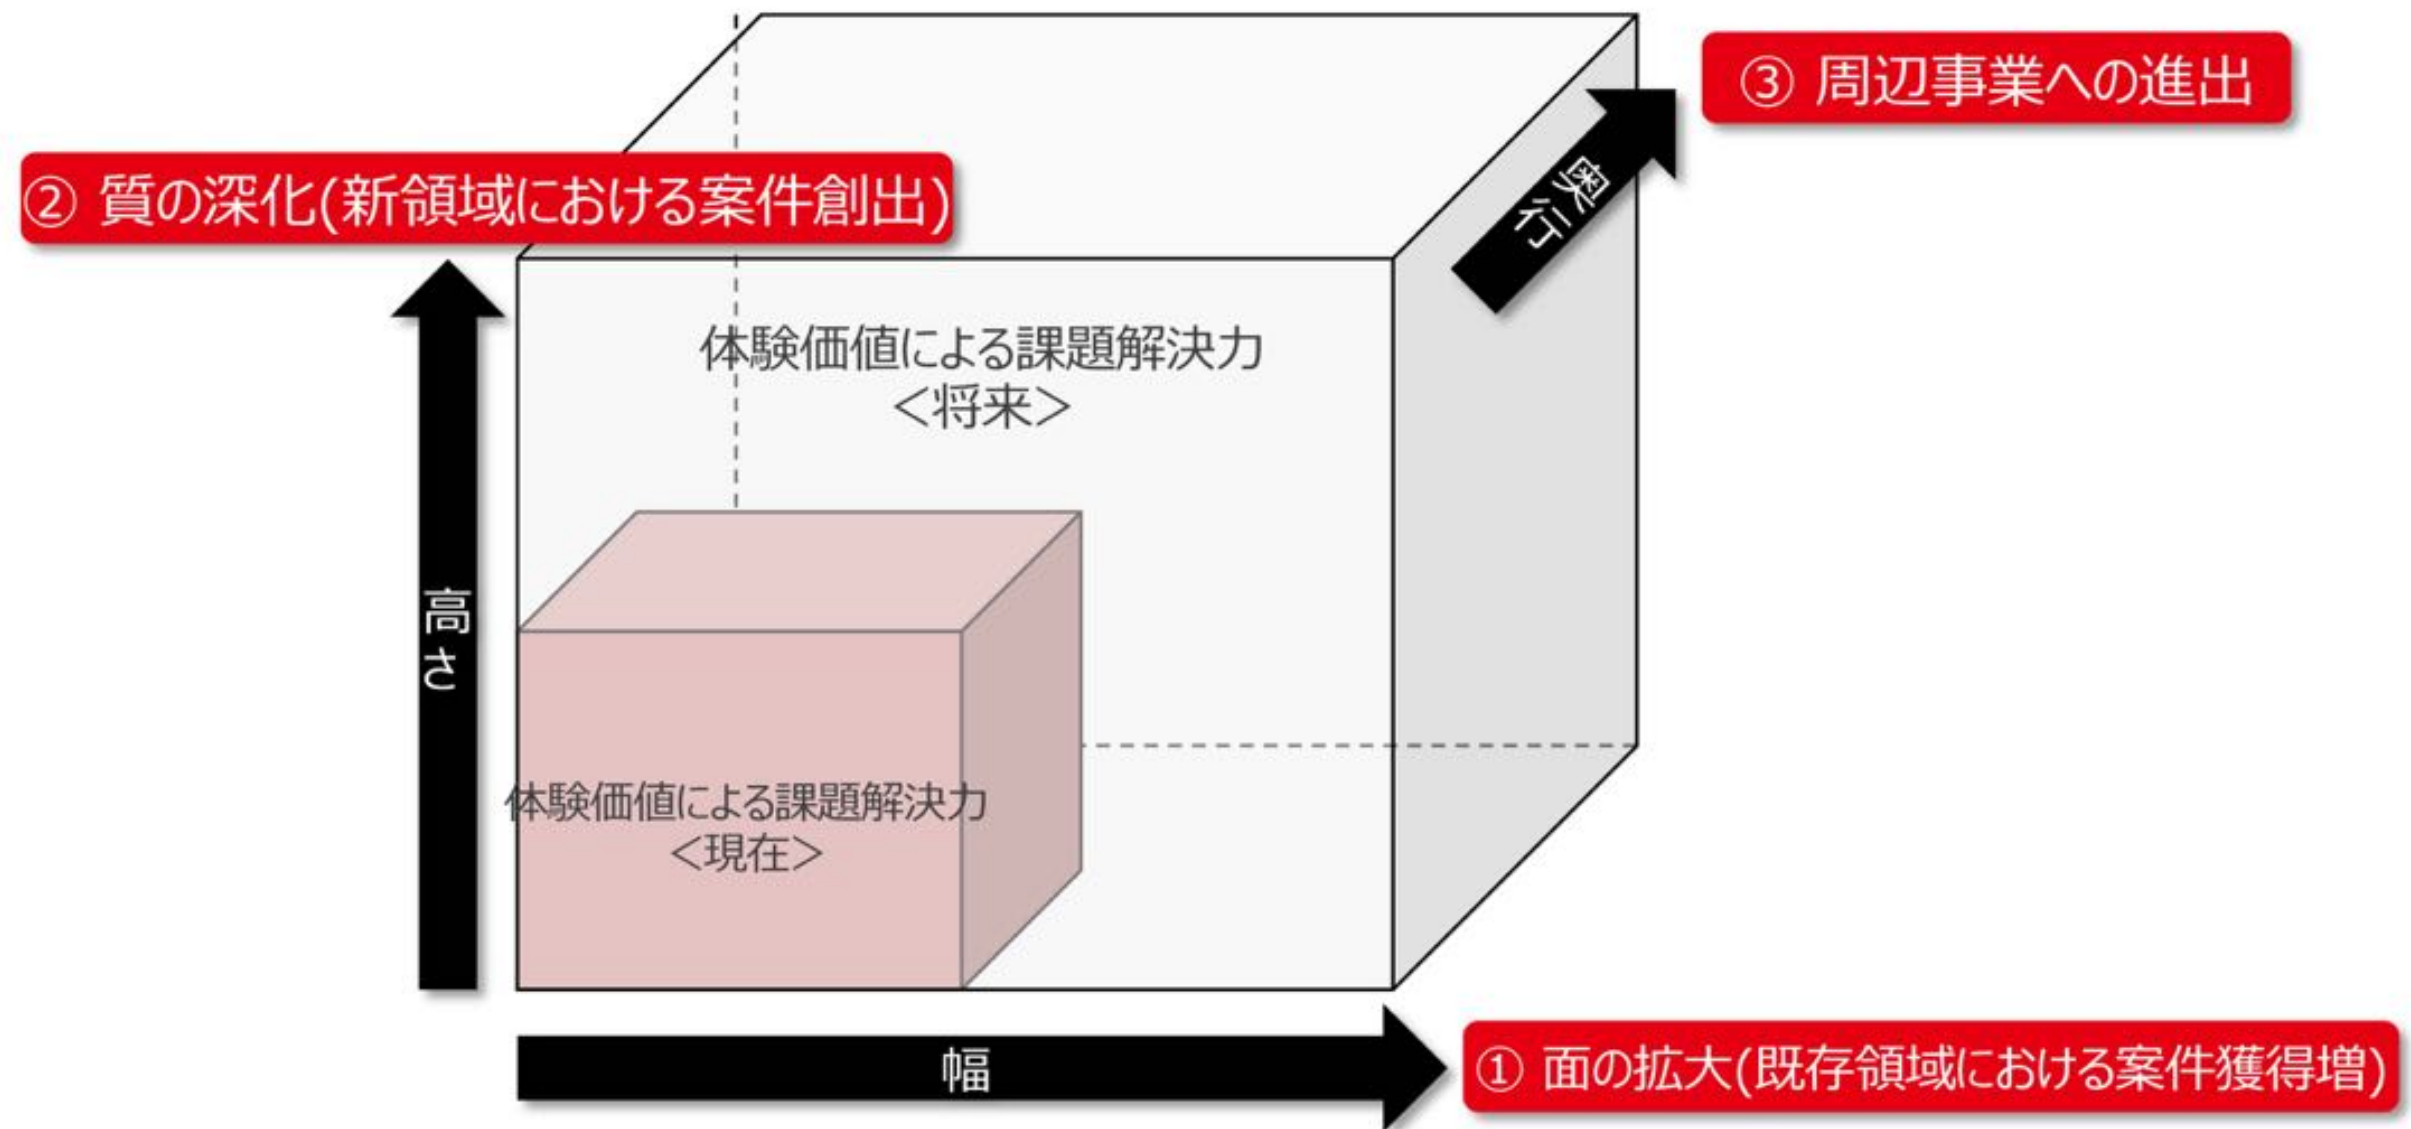 ③ 周辺事業への進出
② 質の深化(新領域における案件創出)
奥行
体験価値による課題解決力
＜将来＞
高さ
体験価値による課題解決力
＜現在＞
幅
① 面の拡大(既存領域における案件獲得増)